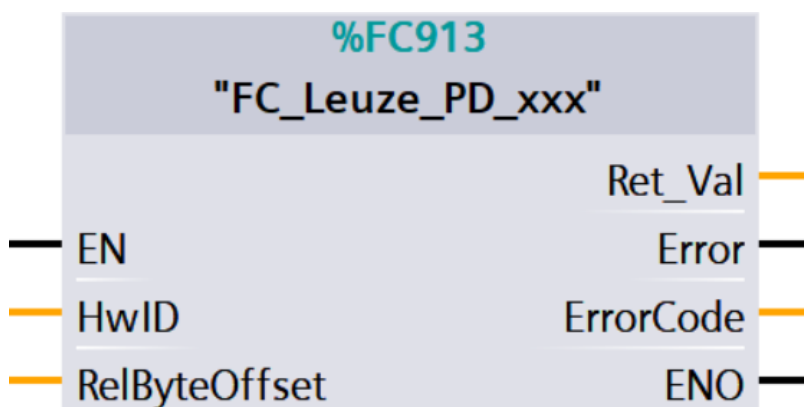 %FC913
"FC_Leuze_PD_xxx"
Ret_Val
EN Error
HwID ErrorCode
RelByteOffset ENO